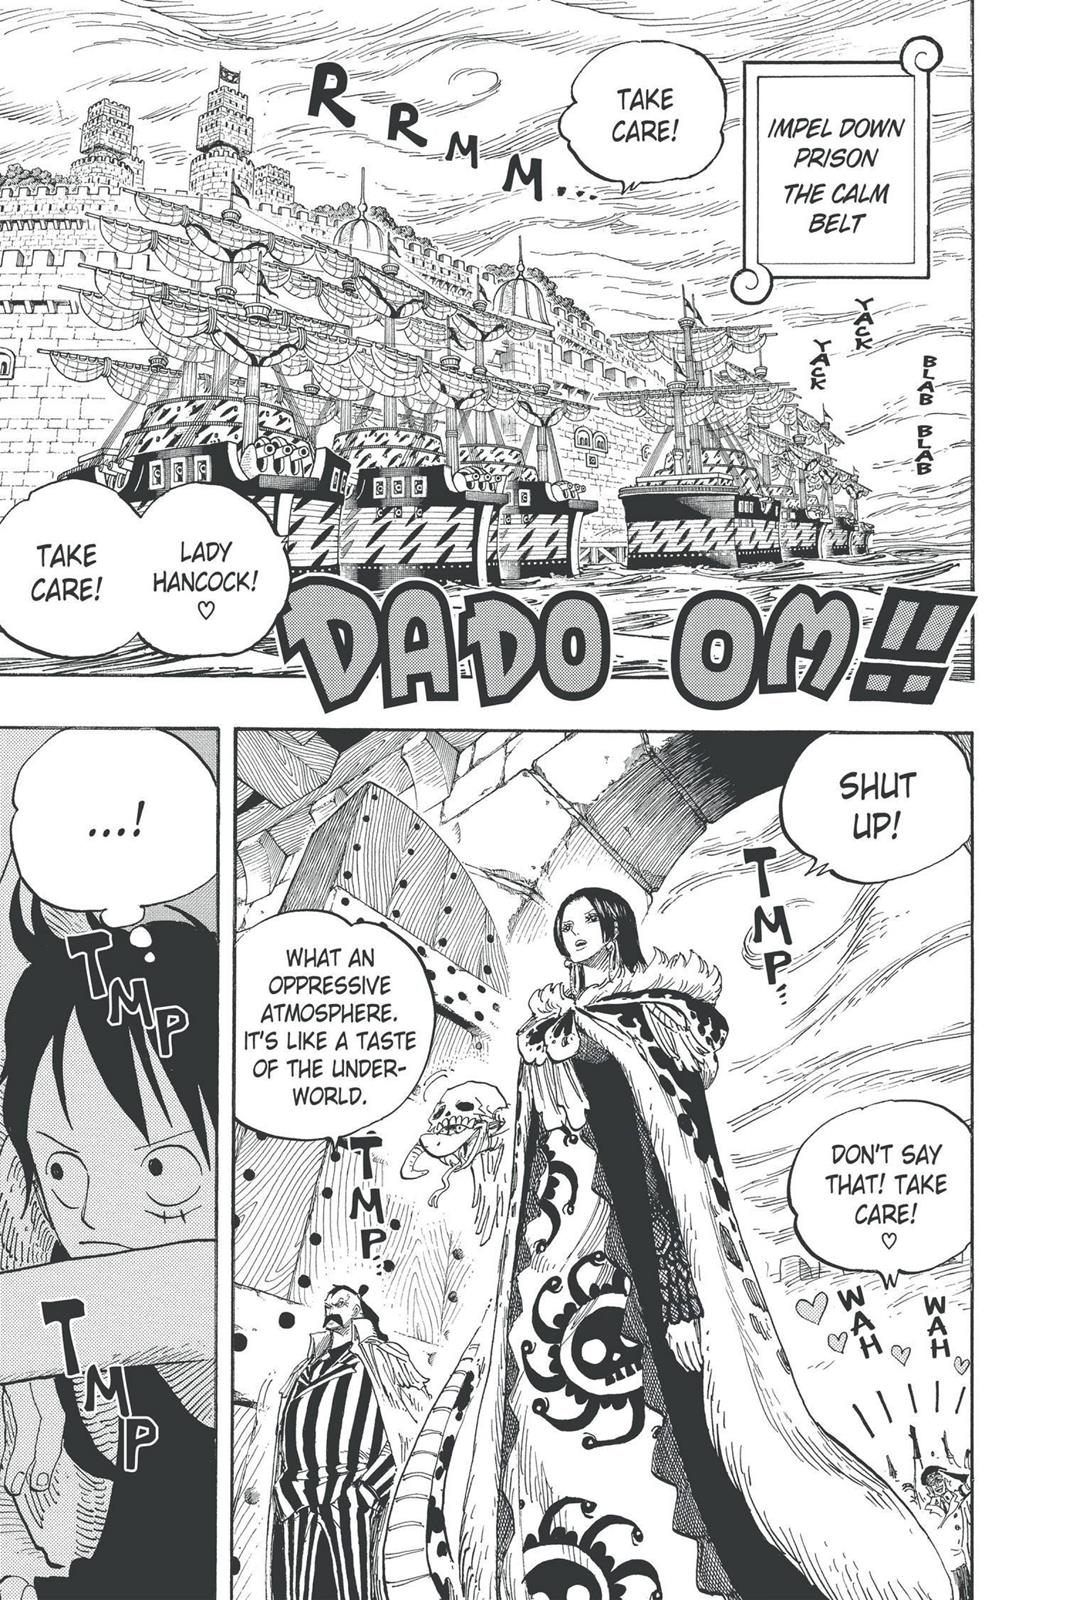 IMPEL DOWN
PRISON
THE CALM
BELT
TAKE
CARE!
RRMM...
YACK
YACK
BLAB BLAB
LADY
HANCOCK!
♡
TAKE
CARE!
DADO OM!!
SHUT
UP!
TMP...
WHAT AN
OPPRESSIVE
ATMOSPHERE.
IT'S LIKE A TASTE
OF THE UNDER-
WORLD.
TMP...
DON'T SAY
THAT! TAKE
CARE!
♡
WAH
WAH
...!
TMP
TMP